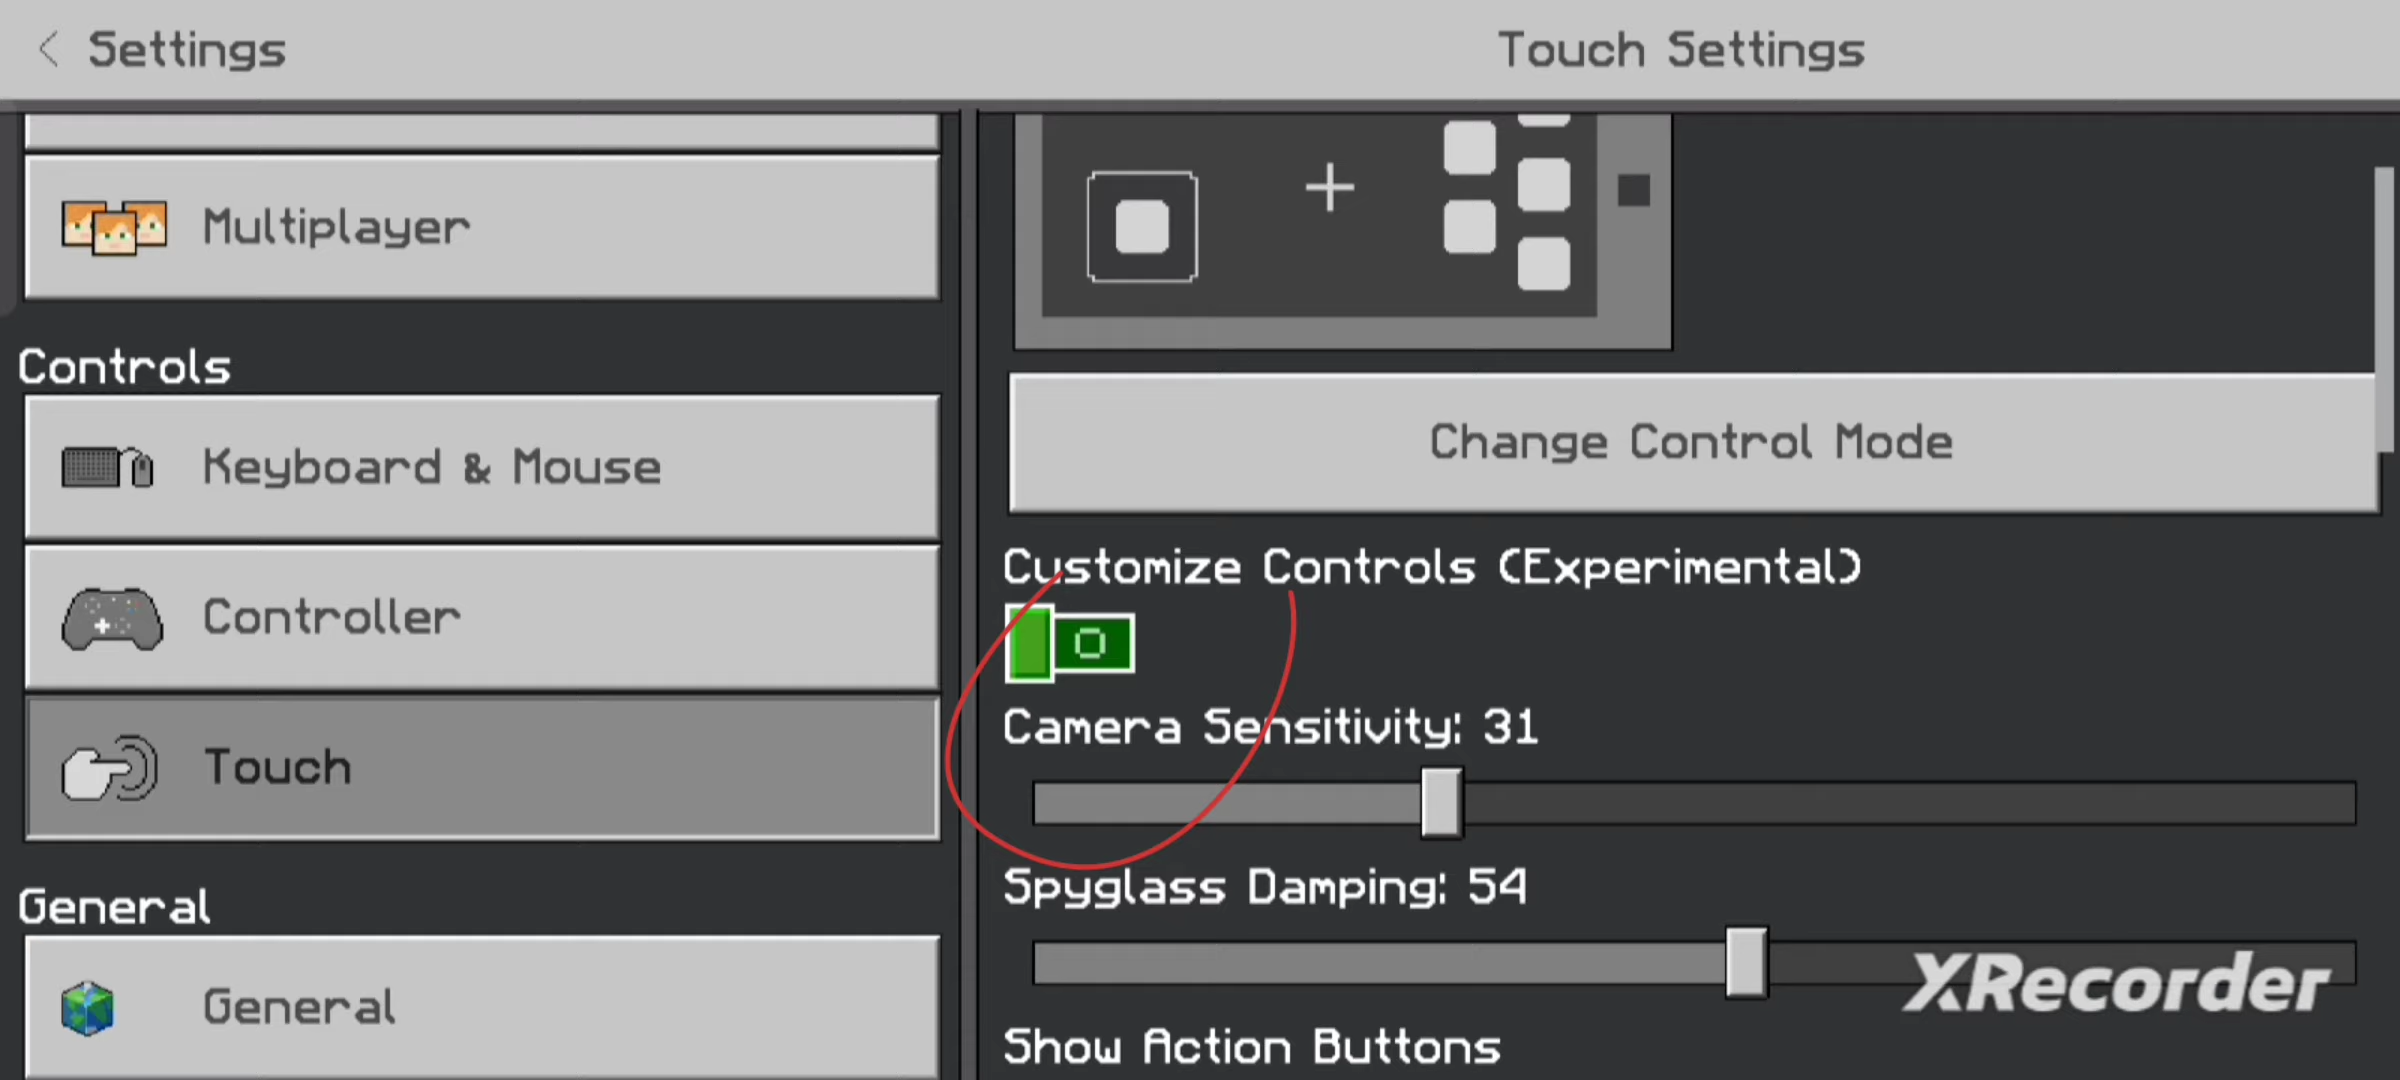 Settings
Touch Settings
Multiplayer
Controls
Keyboard & Mouse
Controller
Touch
General
General
Change Control Mode
Customize Controls (Experimental)
Camera Sensitivity: 31
Spyglass Damping: 54
Show Action Buttons
XRecorder